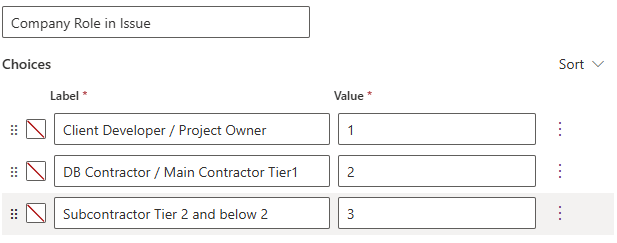 Company Role in Issue
Choices Sort
Label * Value *
Client Developer / Project Owner 1
DB Contractor / Main Contractor Tier1 2
Subcontractor Tier 2 and below 2 3